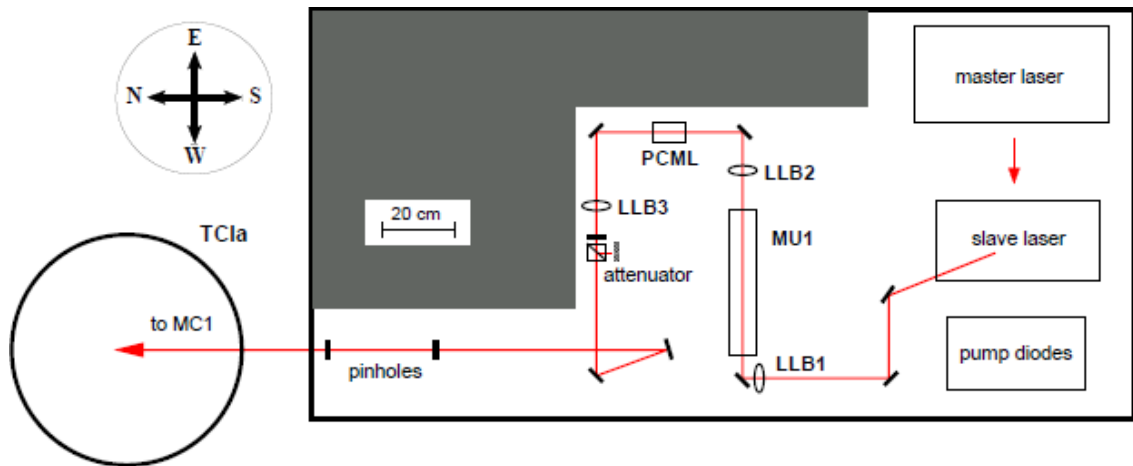 E
N
S
W
TCIa
to MC1
20 cm
pinholes
PCML
LLB2
LLB3
MU1
attenuator
LLB1
master laser
slave laser
pump diodes